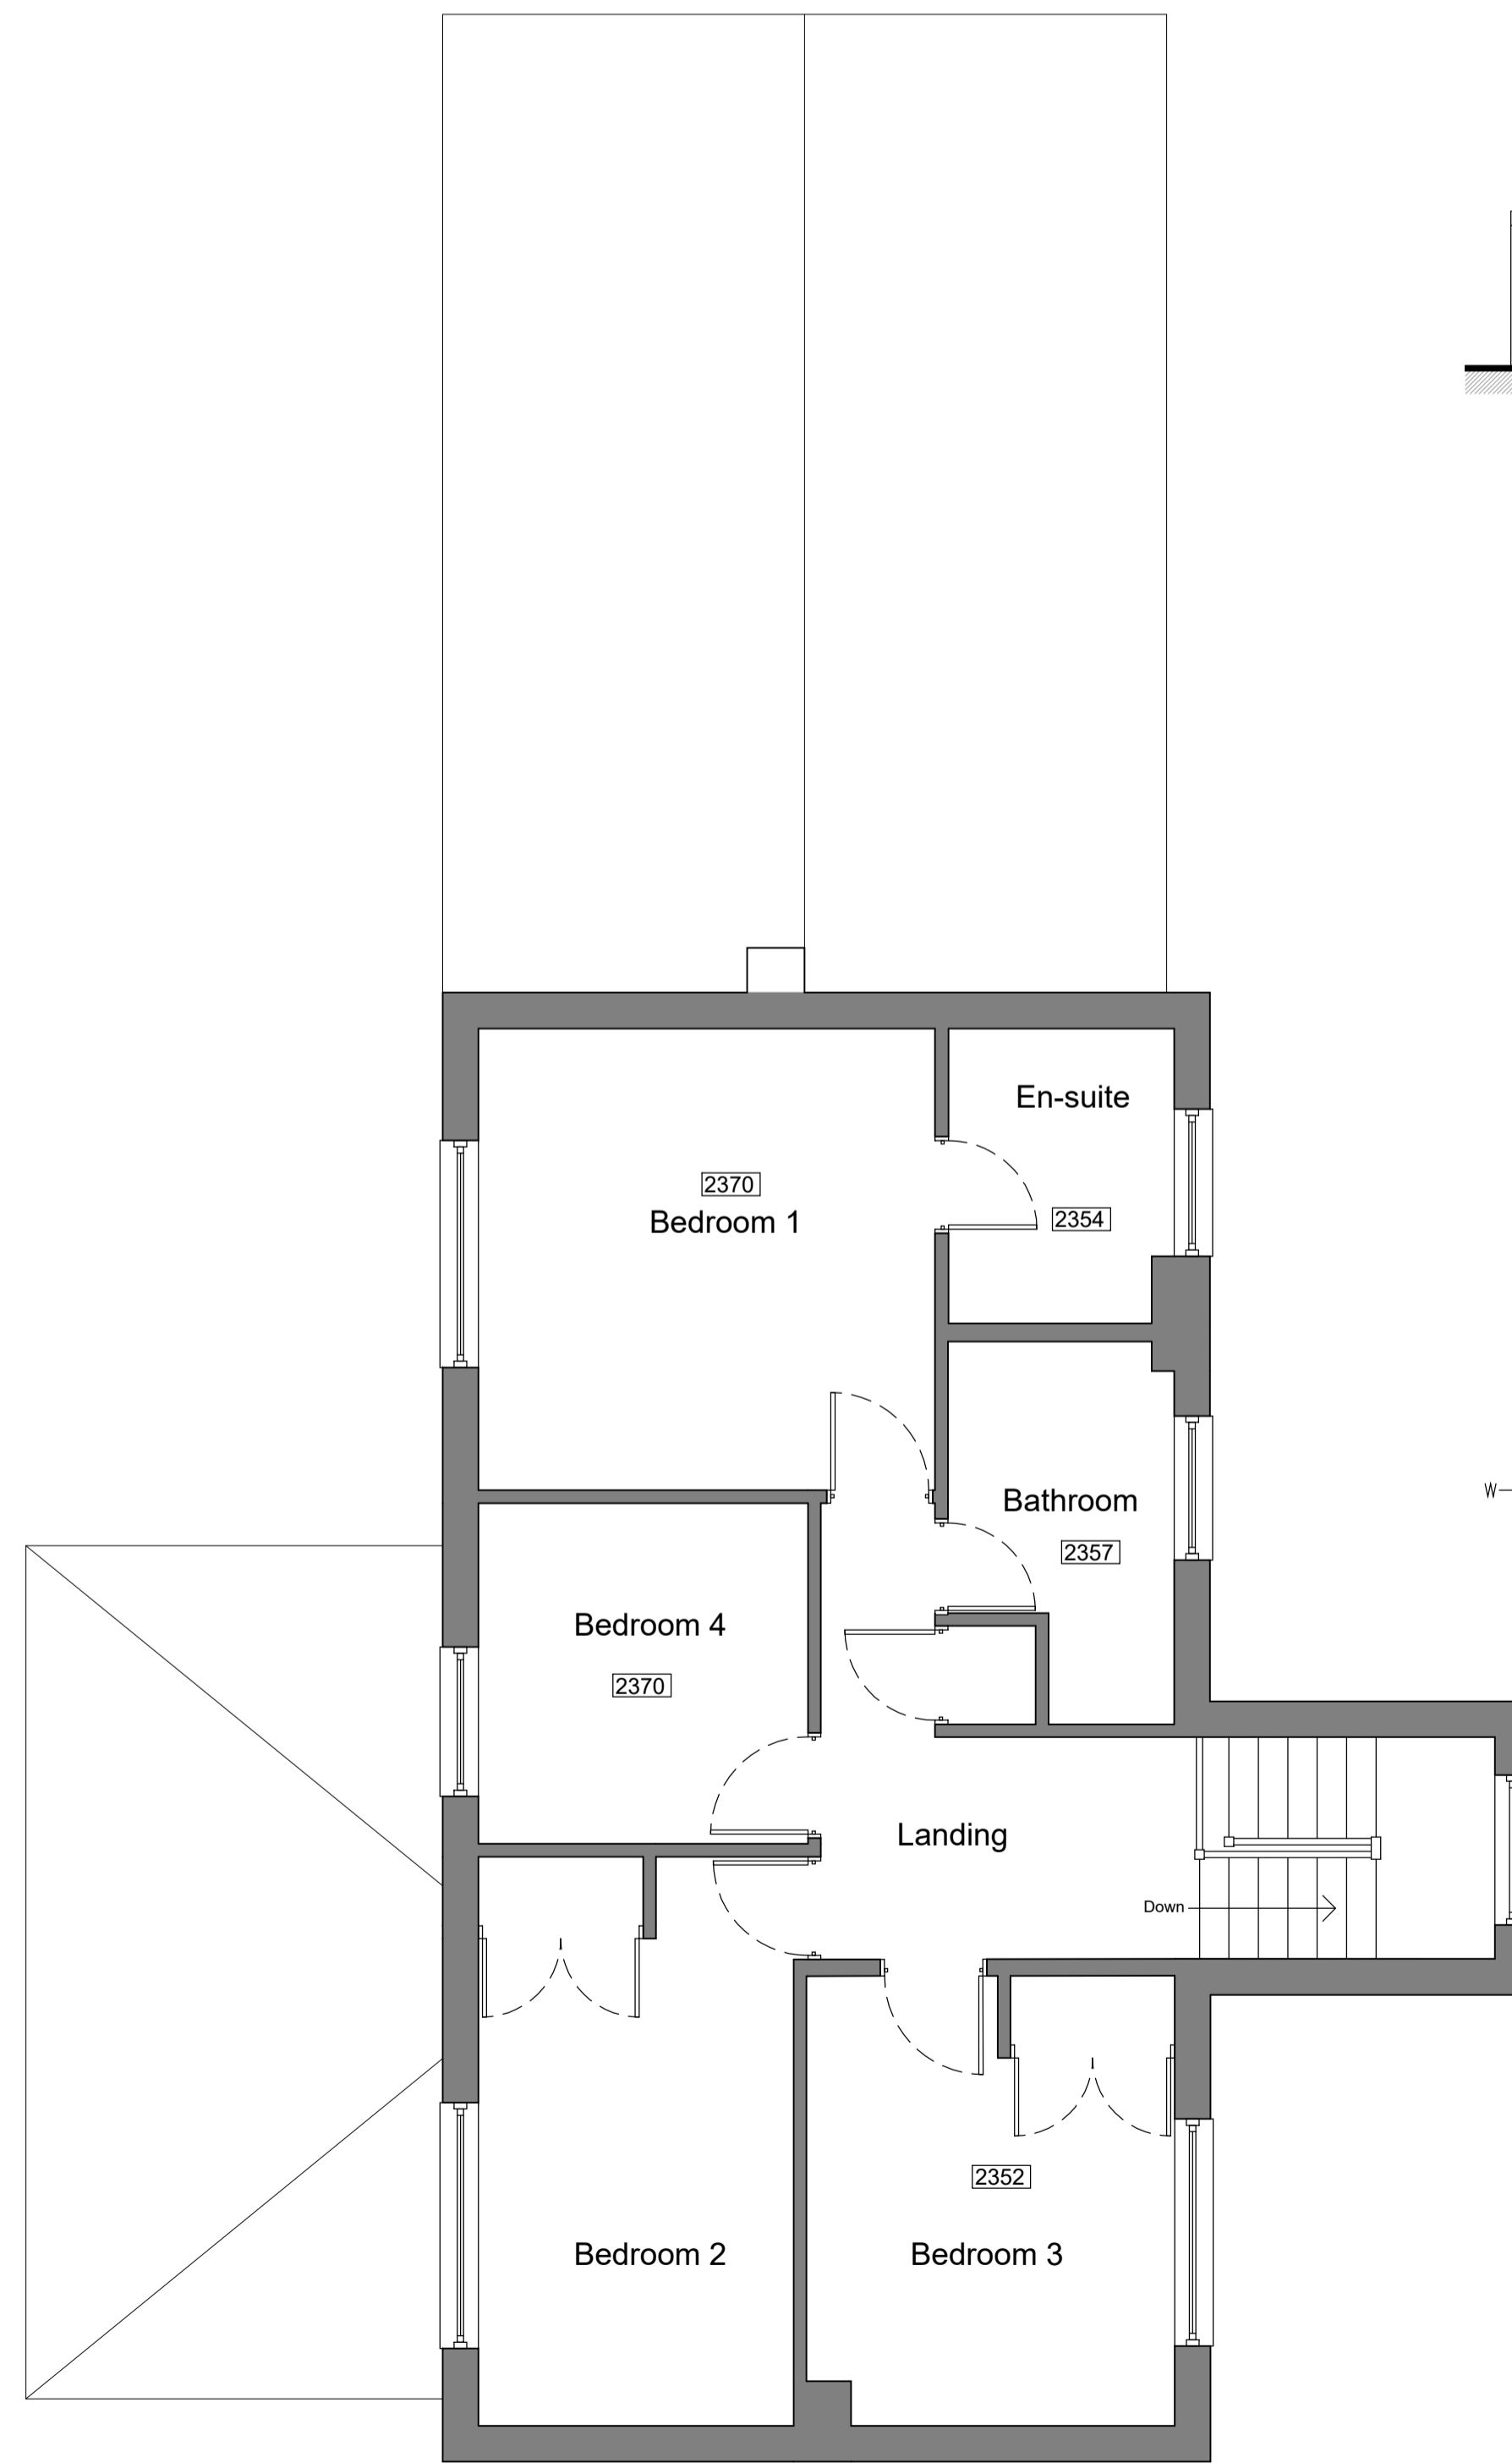 En-suite
2370
Bedroom 1
2354
W
Bathroom
2357
Bedroom 4
2370
Landing
Down
2352
Bedroom 2
Bedroom 3